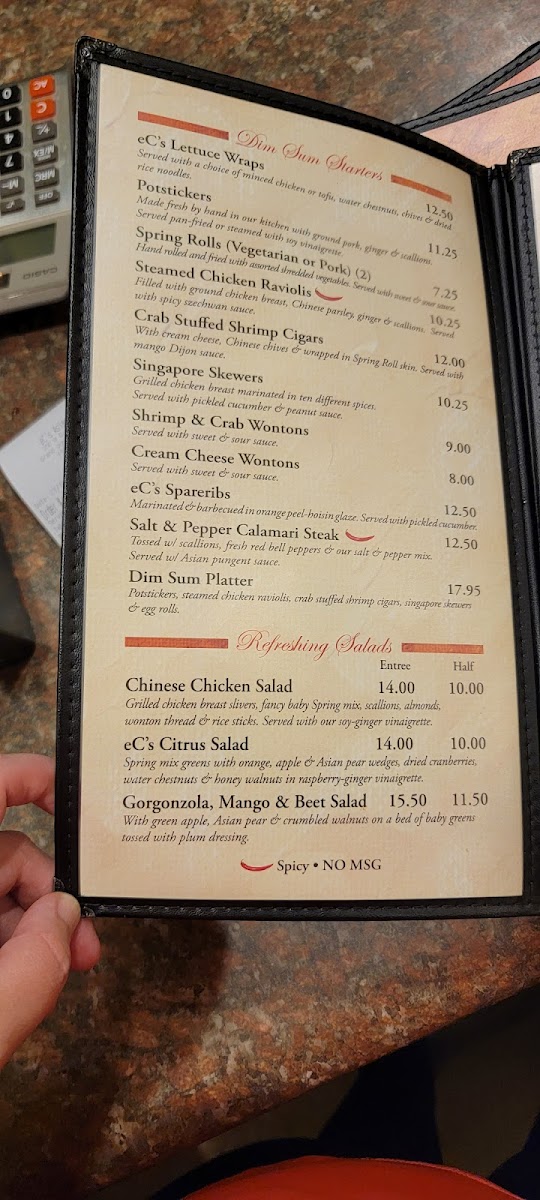 Dim Sum Starters
eC's Lettuce Wraps 12.50
Served with a choice of minced chicken or tofu, water chestnuts, chives & dried
rice noodles.
Potstickers 11.25
Made fresh by hand in our kitchen with ground pork, ginger & scallions.
Served pan-fried or steamed with soy vinaigrette.
Spring Rolls (Vegetarian or Pork) (2) 7.25
Hand rolled and fried with assorted shredded vegetables. Served with sweet & sour sauce.
Steamed Chicken Raviolis 10.25
Filled with ground chicken breast, Chinese parsley, ginger & scallions. Served
with spicy szechwan sauce.
Crab Stuffed Shrimp Cigars 12.00
With cream cheese, Chinese chives & wrapped in Spring Roll skin. Served with
mango Dijon sauce.
Singapore Skewers 10.25
Grilled chicken breast marinated in ten different spices.
Served with pickled cucumber & peanut sauce.
Shrimp & Crab Wontons 9.00
Served with sweet & sour sauce.
Cream Cheese Wontons 8.00
Served with sweet & sour sauce.
eC's Spareribs 12.50
Marinated & barbecued in orange peel-hoisin glaze. Served with pickled cucumber.
Salt & Pepper Calamari Steak 12.50
Tossed w/ scallions, fresh red bell peppers & our salt & pepper mix.
Served w/ Asian pungent sauce.
Dim Sum Platter 17.95
Potstickers, steamed chicken raviolis, crab stuffed shrimp cigars, singapore skewers
& egg rolls.
Refreshing Salads
Entree Half
Chinese Chicken Salad 14.00 10.00
Grilled chicken breast slivers, fancy baby Spring mix, scallions, almonds,
wonton thread & rice sticks. Served with our soy-ginger vinaigrette.
eC's Citrus Salad 14.00 10.00
Spring mix greens with orange, apple & Asian pear wedges, dried cranberries,
water chestnuts & honey walnuts in raspberry-ginger vinaigrette.
Gorgonzola, Mango & Beet Salad 15.50 11.50
With green apple, Asian pear & crumbled walnuts on a bed of baby greens
tossed with plum dressing.
Spicy • NO MSG
CASIO
AC
C
0
1
4
7
+/-
M/EX
MRC
M-
OFF